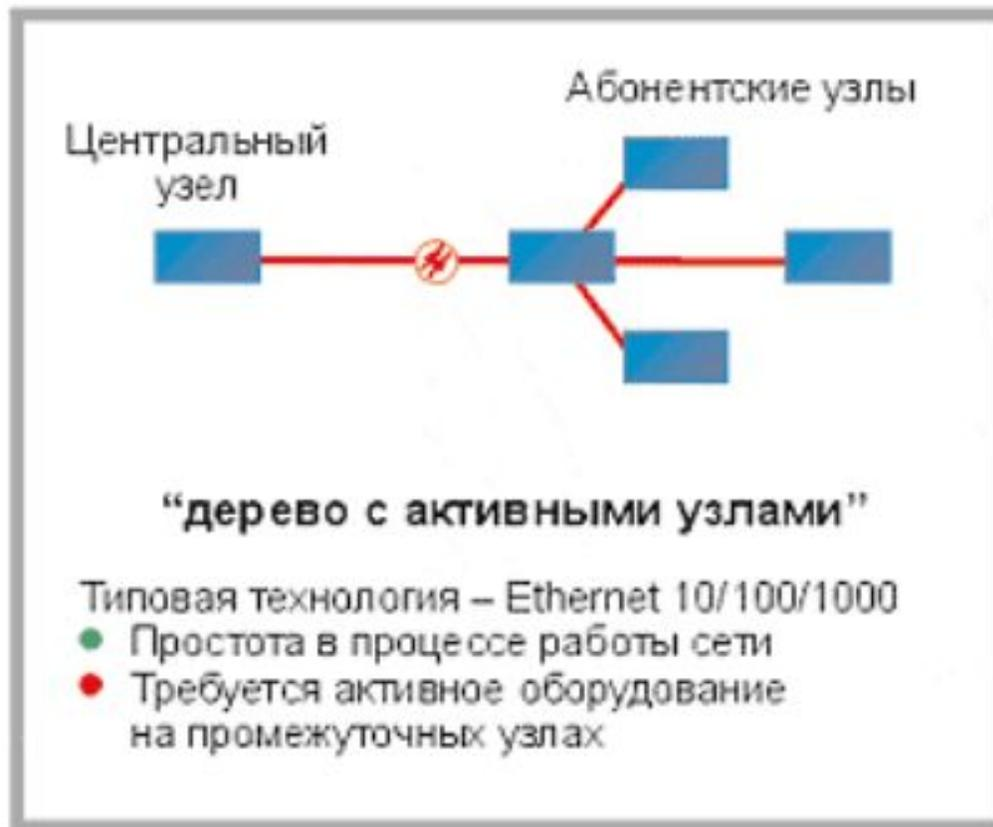 Абонентские узлы
Центральный
узел
“дерево с активными узлами”
Типовая технология – Ethernet 10/100/1000
Простота в процессе работы сети
Требуется активное оборудование
на промежуточных узлах